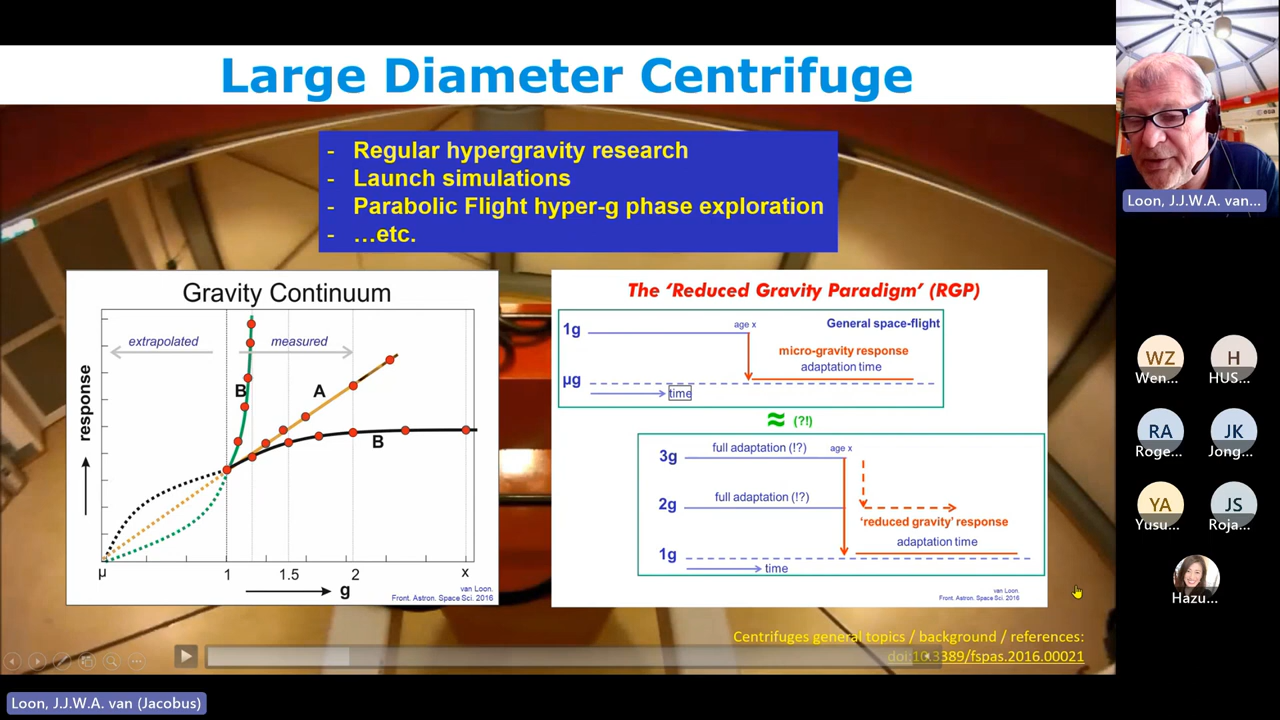 Large Diameter Centrifuge
- Regular hypergravity research
- Launch simulations
- Parabolic Flight hyper-g phase exploration
- …etc.
Gravity Continuum
extrapolated
measured
B
A
B
response
µ
1
1.5
2
x
g
van Loon.
Front. Astron. Space Sci. 2016
The ‘Reduced Gravity Paradigm’ (RGP)
1g
age x
General space-flight
micro-gravity response
adaptation time
µg
time
≈ (?!)
3g
full adaptation (!?)
age x
2g
full adaptation (!?)
‘reduced gravity’ response
adaptation time
1g
time
van Loon.
Front. Astron. Space Sci. 2016
Centrifuges general topics / background / references:
doi:10.3389/fspas.2016.00021
Loon, J.J.W.A. van (Jacobus)
Loon, J.J.W.A. van...
WZ
Wen...
H
HUS...
RA
Roge...
JK
Jong...
YA
Yusu...
JS
Roja...
Hazu...